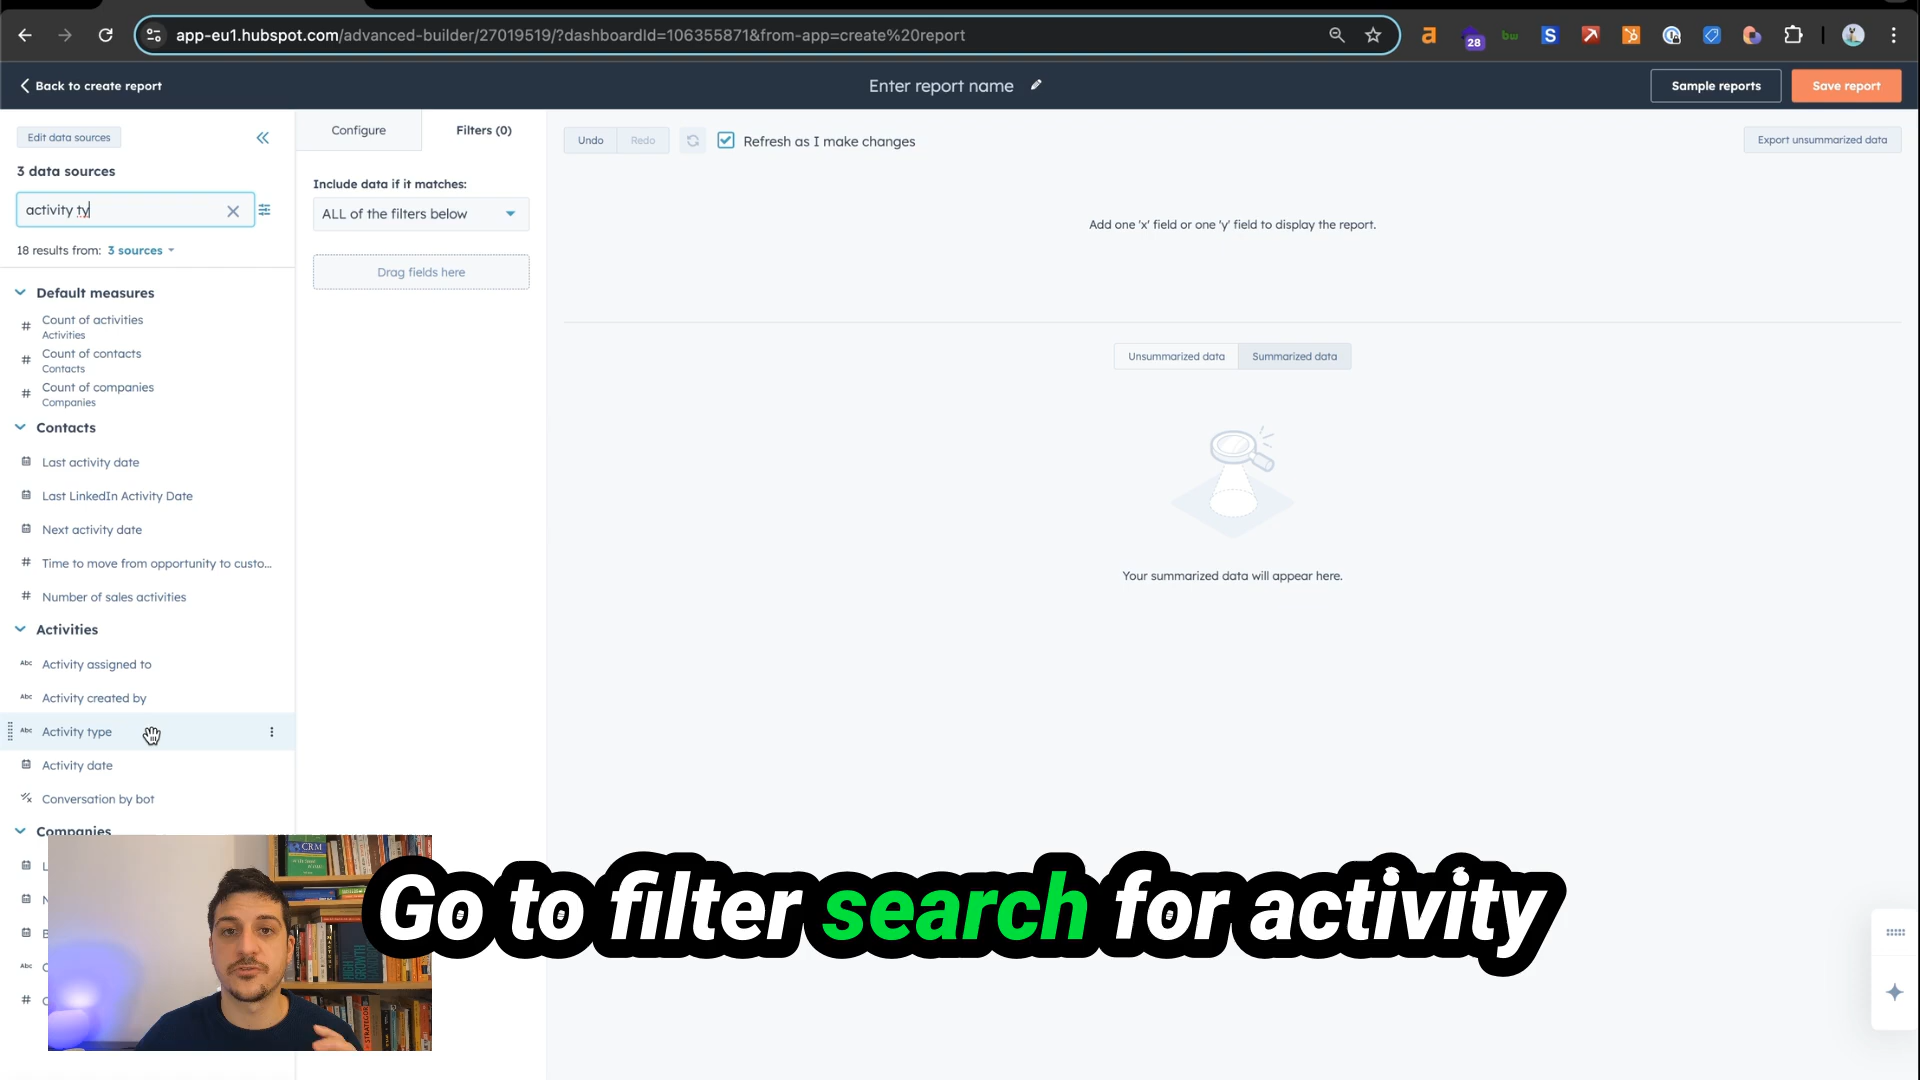 app-eu1.hubspot.com/advanced-builder/27019519/?dashboardId=106355871&from-app=create%20report
a
28
bw
S
Back to create report
Enter report name
Sample reports
Save report
Edit data sources
3 data sources
activity ty
18 results from: 3 sources
Default measures
# Count of activities
Activities
# Count of contacts
Contacts
# Count of companies
Companies
Contacts
Last activity date
Last LinkedIn Activity Date
Next activity date
# Time to move from opportunity to custo...
# Number of sales activities
Activities
Abc Activity assigned to
Abc Activity created by
Abc Activity type
Activity date
Conversation by bot
Companies
L
N
B
Abc C
# C
Configure
Filters (0)
Include data if it matches:
ALL of the filters below
Drag fields here
Undo
Redo
Refresh as I make changes
Export unsummarized data
Add one 'x' field or one 'y' field to display the report.
Unsummarized data
Summarized data
Your summarized data will appear here.
CRM
Go to filter search for activity